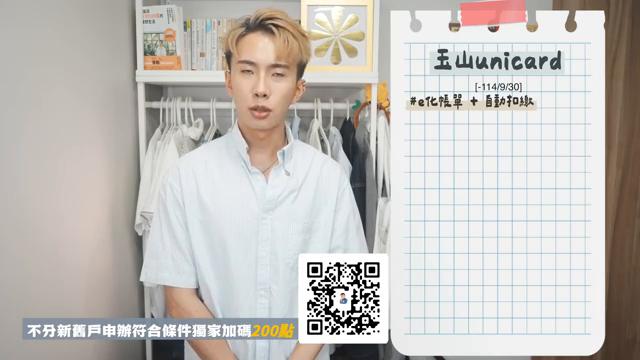 玉山unicard
[-114/9/30]
#e化帳單 + 自動扣繳
不分新舊戶申辦符合條件獨家加碼200點